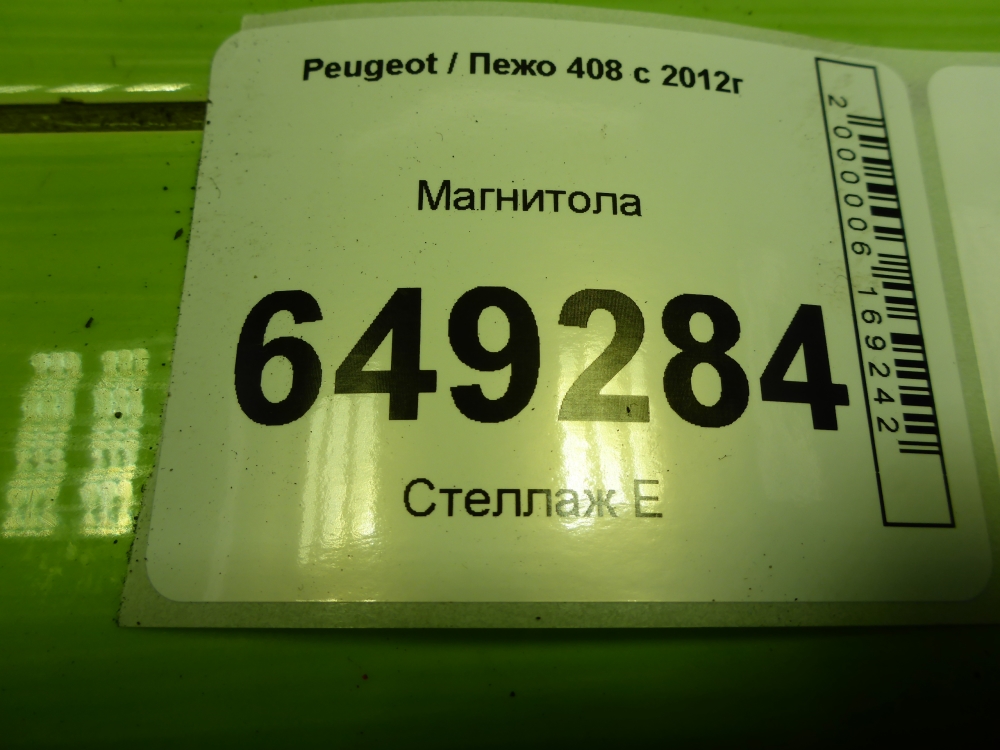 Peugeot / Пежо 408 с 2012г
Магнитола
649284
Стеллаж Е
2000006169242